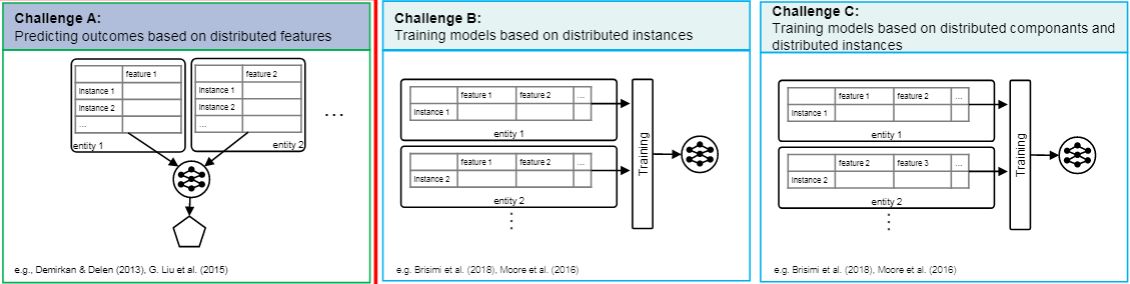 Challenge A:
Predicting outcomes based on distributed features
feature 1
Instance 1
Instance 2
...
entity 1
feature 2
Instance 1
Instance 2
...
entity 2
...
e.g., Demirkan & Delen (2013), G. Liu et al. (2015)
Challenge B:
Training models based on distributed instances
feature 1 feature 2 ...
Instance 1
entity 1
feature 1 feature 2 ...
Instance 2
entity 2
...
Training
e.g. Brisimi et al. (2018), Moore et al. (2016)
Challenge C:
Training models based on distributed componants and
distributed instances
feature 1 feature 2 ...
Instance 1
entity 1
feature 2 feature 3 ...
Instance 2
entity 2
...
Training
e.g. Brisimi et al. (2018), Moore et al. (2016)